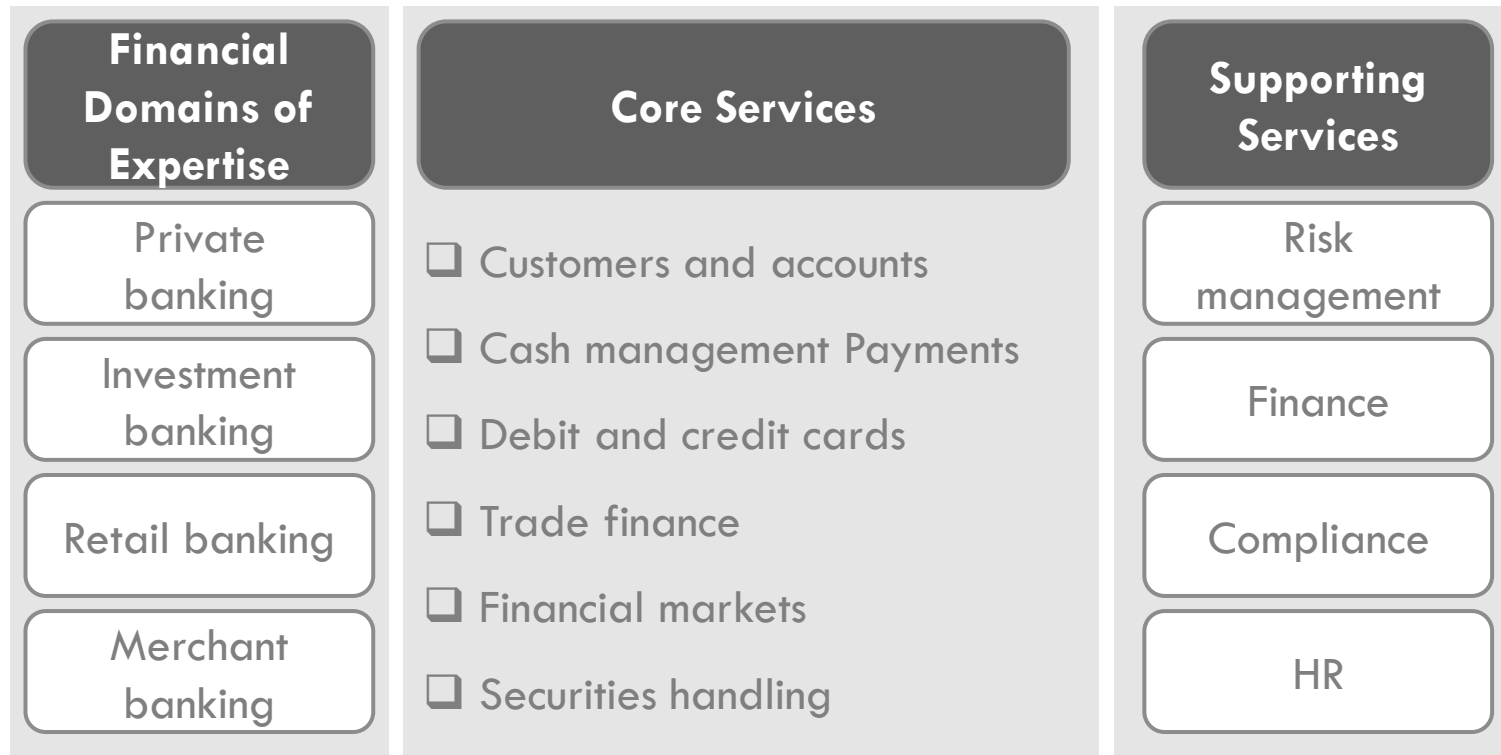 Financial
Domains of
Expertise
Private
banking
Investment
banking
Retail banking
Merchant
banking
Core Services
Customers and accounts
Cash management Payments
Debit and credit cards
Trade finance
Financial markets
Securities handling
Supporting
Services
Risk
management
Finance
Compliance
HR